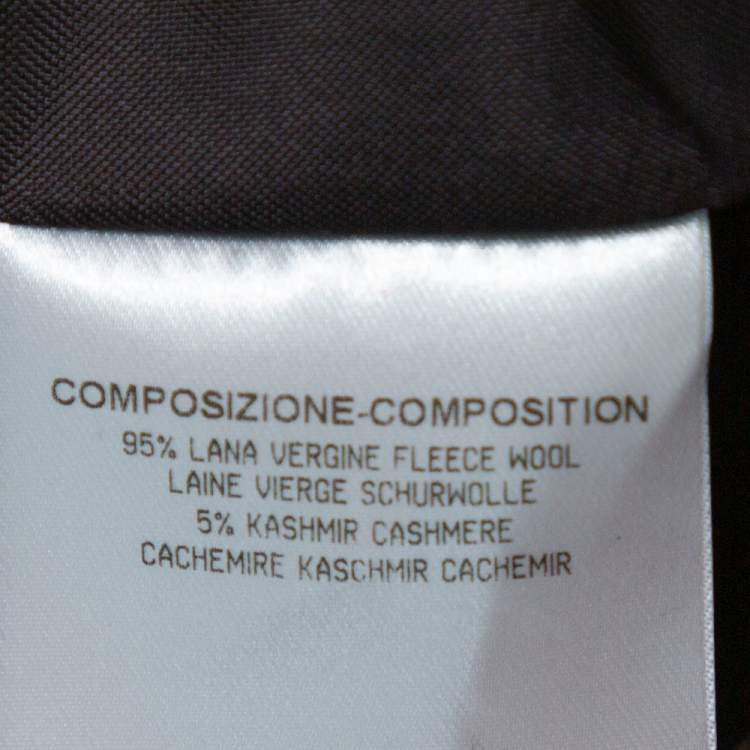 COMPOSIZIONE-COMPOSITION
95% LANA VERGINE FLEECE WOOL
LAINE VIERGE SCHURWOLLE
5% KASHMIR CASHMERE
CACHEMIRE KASCHMIR CACHEMIR